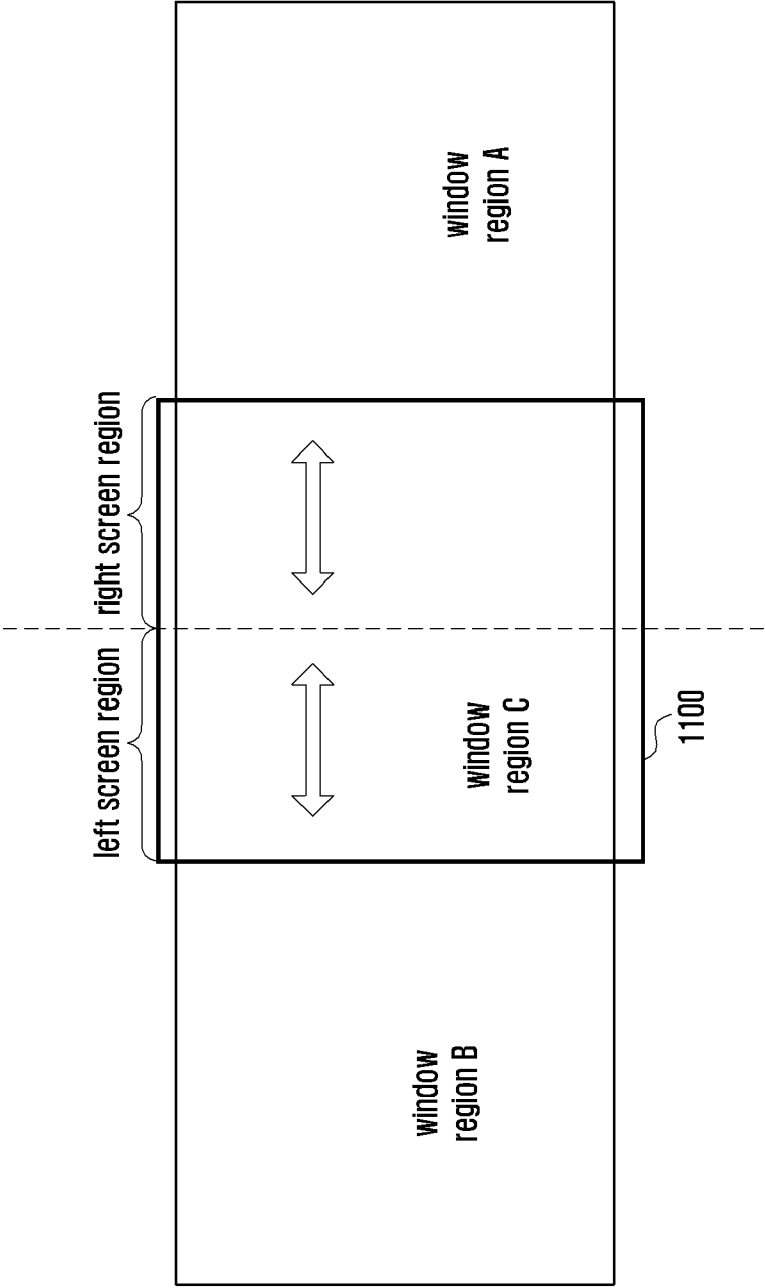 left screen region
right screen region
window
region B
window
region C
window
region A
1100